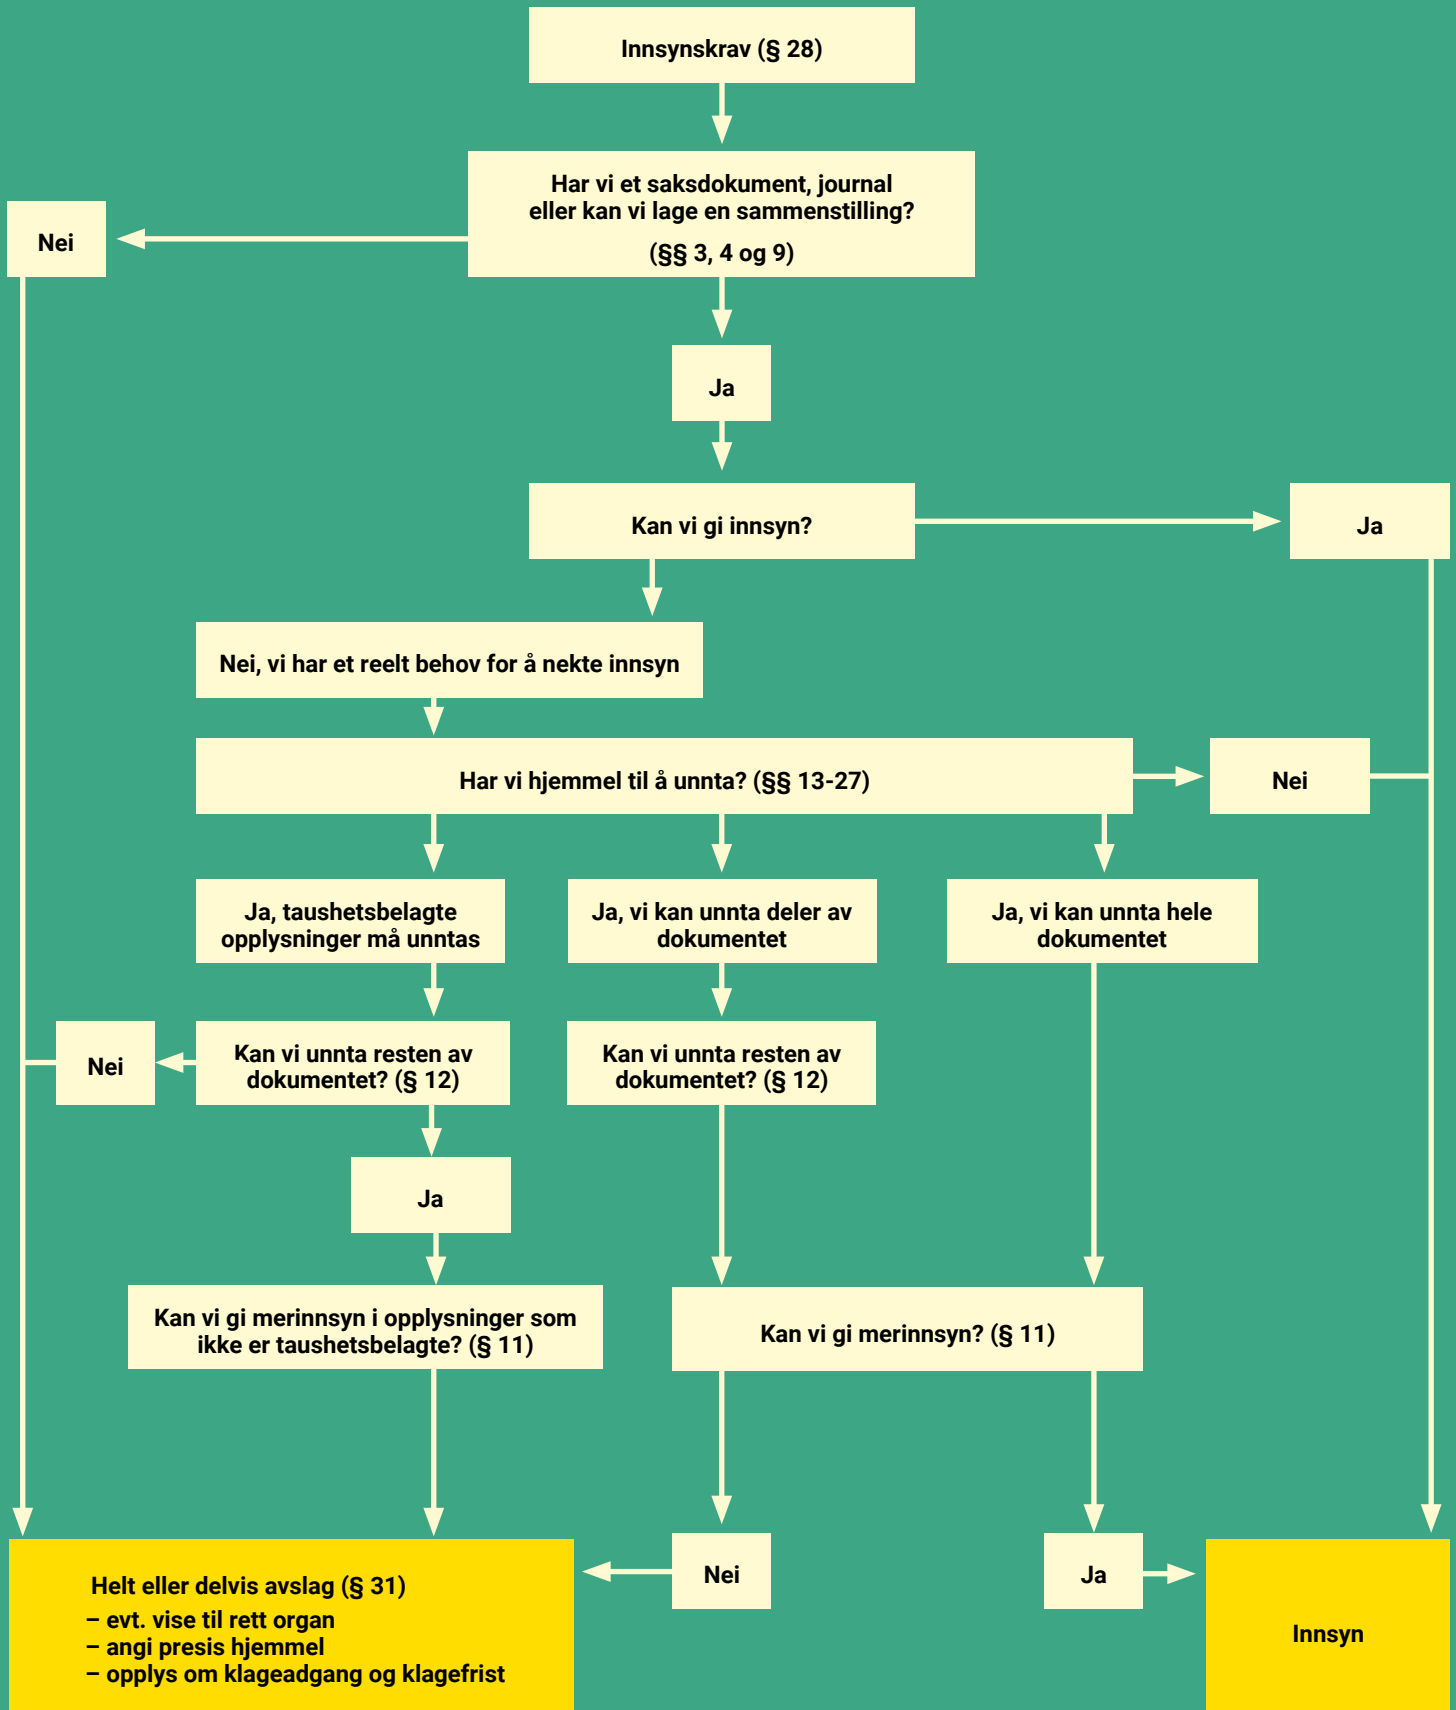 Innsynskrav (§ 28)
Har vi et saksdokument, journal
eller kan vi lage en sammenstilling?
(§§ 3, 4 og 9)
Nei
Ja
Kan vi gi innsyn?
Ja
Nei, vi har et reelt behov for å nekte innsyn
Har vi hjemmel til å unnta? (§§ 13-27)
Nei
Ja, taushetsbelagte
opplysninger må unntas
Ja, vi kan unnta deler av
dokumentet
Ja, vi kan unnta hele
dokumentet
Nei
Kan vi unnta resten av
dokumentet? (§ 12)
Kan vi unnta resten av
dokumentet? (§ 12)
Ja
Kan vi gi merinnsyn i opplysninger som
ikke er taushetsbelagte? (§ 11)
Kan vi gi merinnsyn? (§ 11)
Nei
Ja
Helt eller delvis avslag (§ 31)
– evt. vise til rett organ
– angi presis hjemmel
– opplys om klageadgang og klagefrist
Innsyn